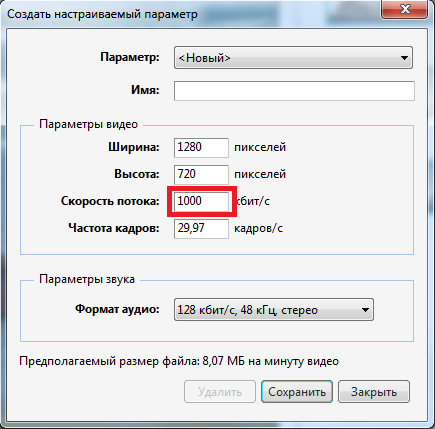 Создать настраиваемый параметр
Параметр: <Новый>
Имя:
Параметры видео
Ширина: 1280 пикселей
Высота: 720 пикселей
Скорость потока: 1000 кбит/с
Частота кадров: 29,97 кадров/с
Параметры звука
Формат аудио: 128 кбит/с, 48 кГц, стерео
Предполагаемый размер файла: 8,07 МБ на минуту видео
Удалить Сохранить Закрыть